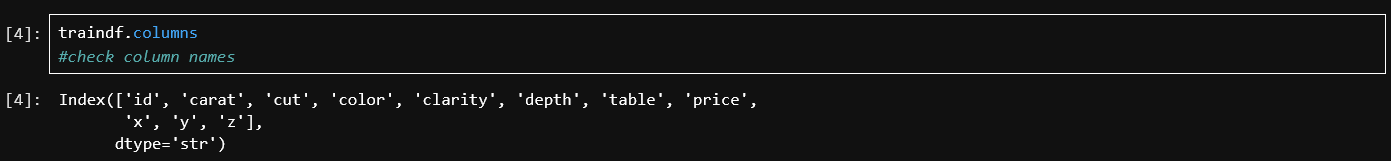 [4]: traindf.columns
#check column names
[4]: Index(['id', 'carat', 'cut', 'color', 'clarity', 'depth', 'table', 'price',
'x', 'y', 'z'],
dtype='str')